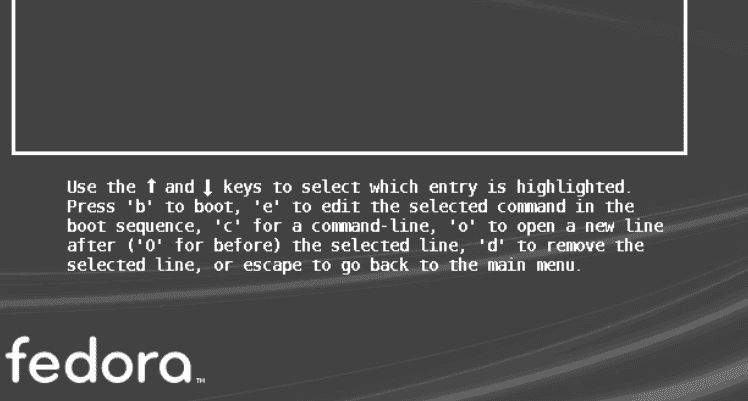 Use the ↑ and ↓ keys to select which entry is highlighted.
Press 'b' to boot, 'e' to edit the selected command in the
boot sequence, 'c' for a command-line, 'o' to open a new line
after ('O' for before) the selected line, 'd' to remove the
selected line, or escape to go back to the main menu.
fedora™